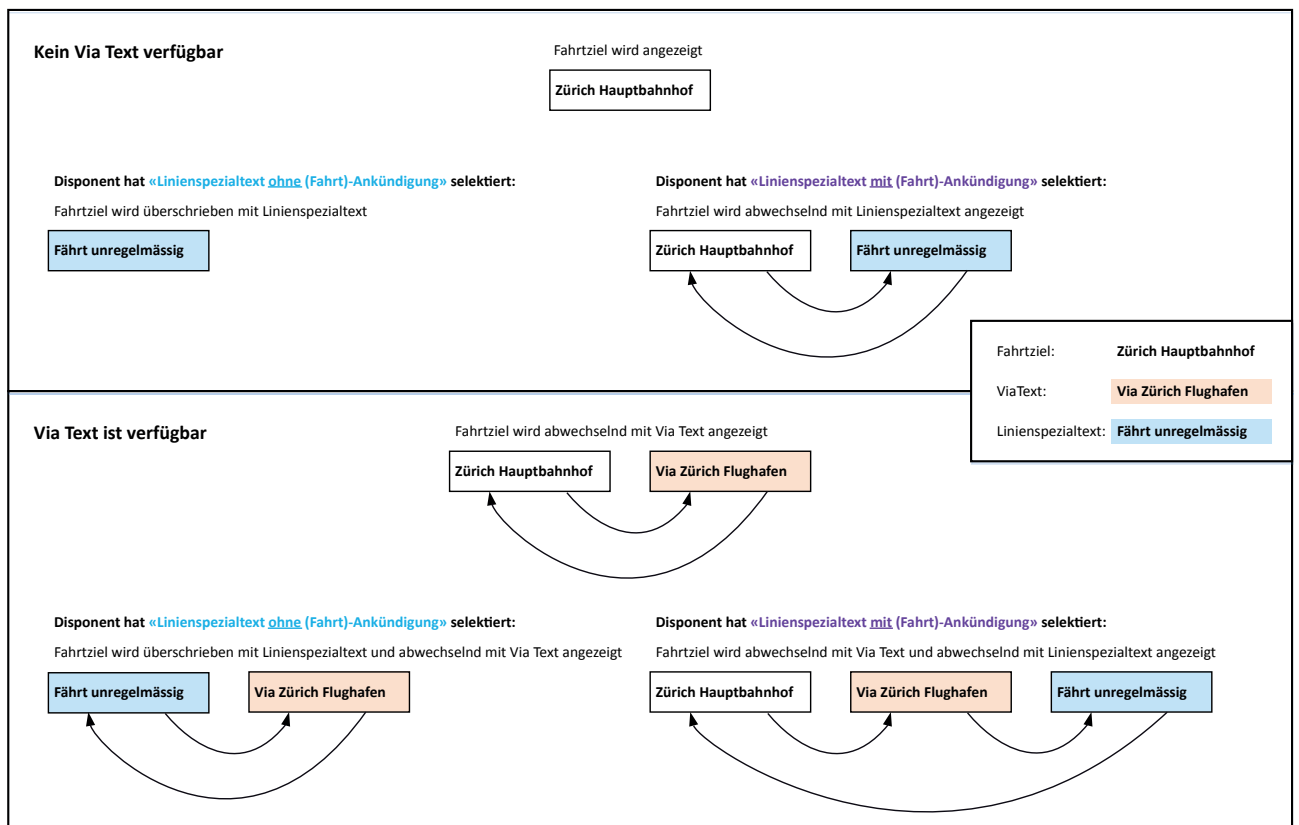 Kein Via Text verfügbar
Fahrtziel wird angezeigt
Zürich Hauptbahnhof
Disponent hat «Linienspezialtext ohne (Fahrt)-Ankündigung» selektiert:
Fahrtziel wird überschrieben mit Linienspezialtext
Fährt unregelmässig
Disponent hat «Linienspezialtext mit (Fahrt)-Ankündigung» selektiert:
Fahrtziel wird abwechselnd mit Linienspezialtext angezeigt
Zürich Hauptbahnhof
Fährt unregelmässig
Fahrtziel: Zürich Hauptbahnhof
ViaText: Via Zürich Flughafen
Linienspezialtext: Fährt unregelmässig
Via Text ist verfügbar
Fahrtziel wird abwechselnd mit Via Text angezeigt
Zürich Hauptbahnhof
Via Zürich Flughafen
Disponent hat «Linienspezialtext ohne (Fahrt)-Ankündigung» selektiert:
Fahrtziel wird überschrieben mit Linienspezialtext und abwechselnd mit Via Text angezeigt
Fährt unregelmässig
Via Zürich Flughafen
Disponent hat «Linienspezialtext mit (Fahrt)-Ankündigung» selektiert:
Fahrtziel wird abwechselnd mit Via Text und abwechselnd mit Linienspezialtext angezeigt
Zürich Hauptbahnhof
Via Zürich Flughafen
Fährt unregelmässig